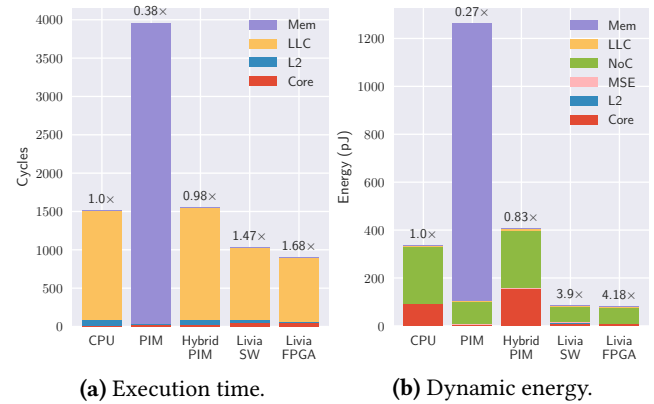 4000
3500
3000
2500
2000
1500
1000
500
0
Cycles
0.38×
1.0×
0.98×
1.47×
1.68×
Mem
LLC
L2
Core
CPU
PIM
Hybrid
PIM
Livia
SW
Livia
FPGA
(a) Execution time.
1200
1000
800
600
400
200
0
Energy (pJ)
0.27×
1.0×
0.83×
3.9×
4.18×
Mem
LLC
NoC
MSE
L2
Core
CPU
PIM
Hybrid
PIM
Livia
SW
Livia
FPGA
(b) Dynamic energy.